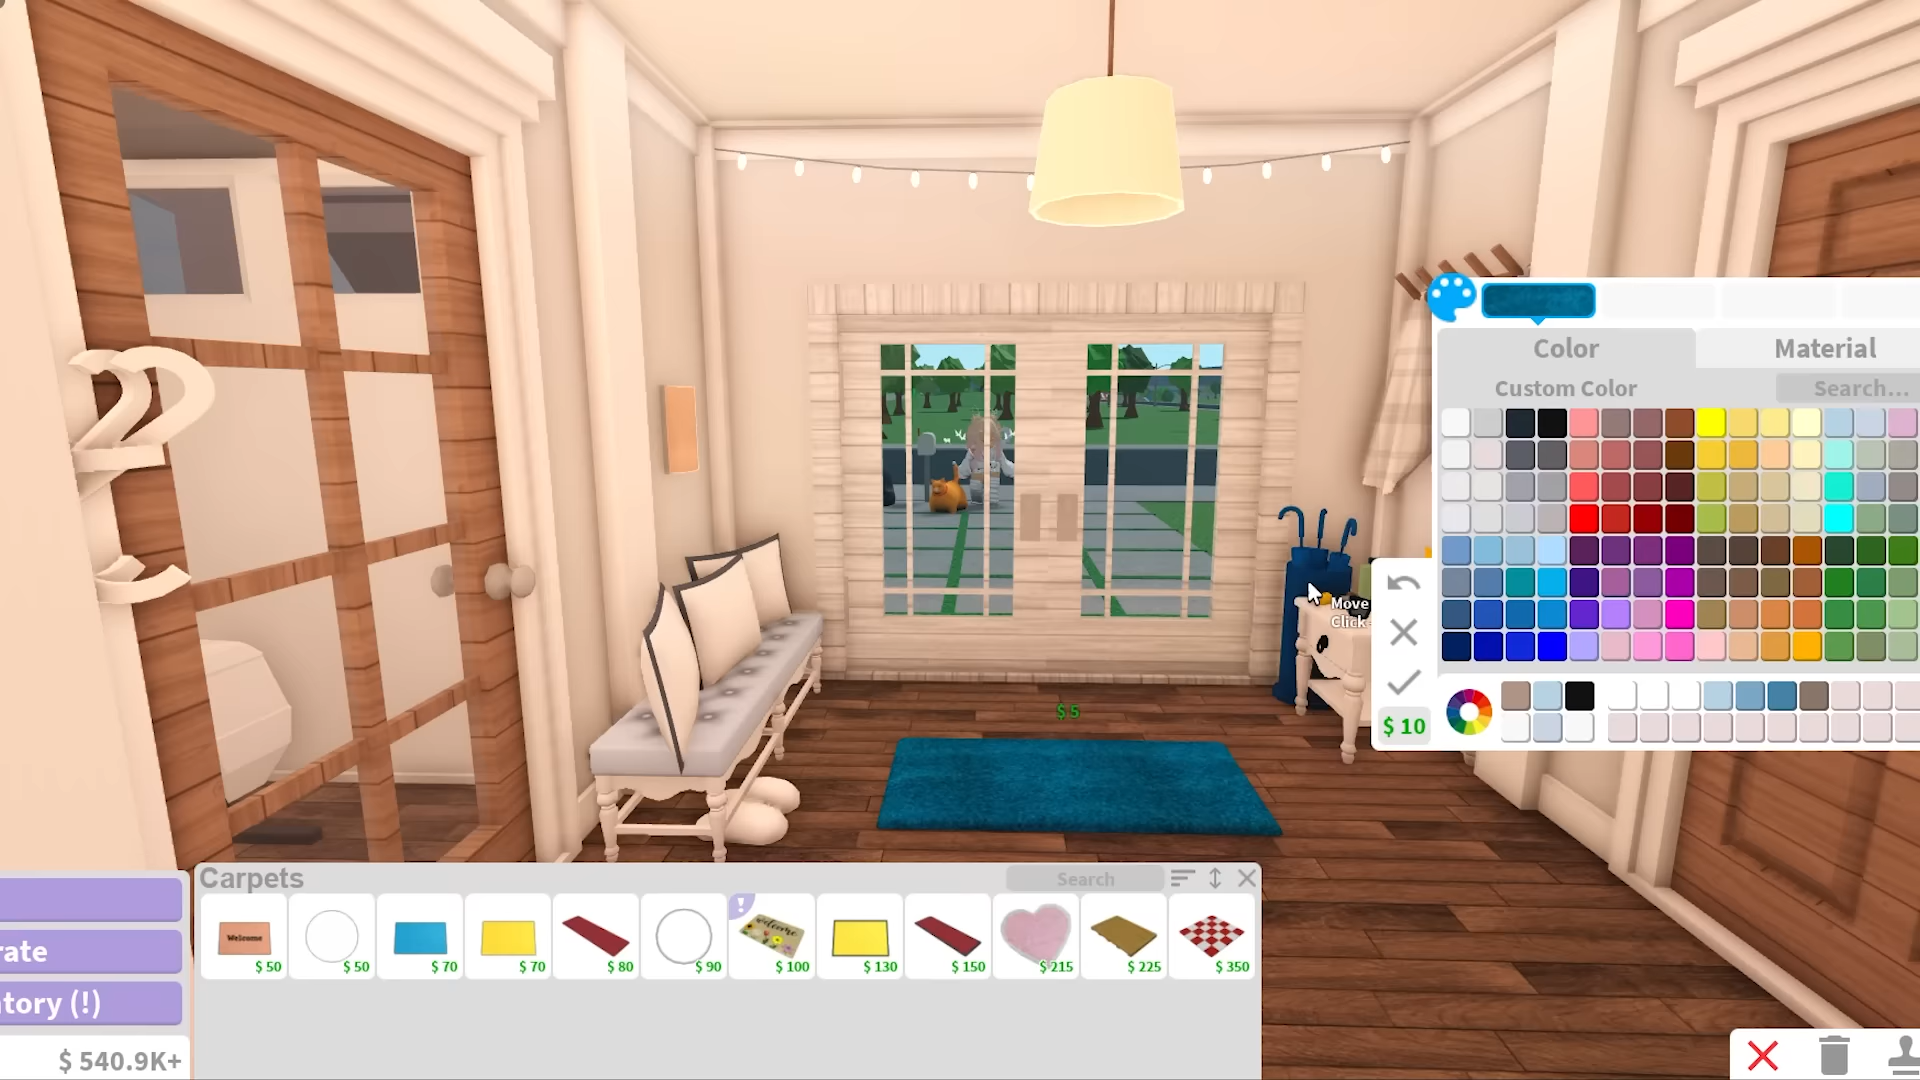 Color
Material
Custom Color
Search...
Move
Click
$ 5
$ 10
Carpets
Search
Welcome
!
welcome
$ 50
$ 50
$ 70
$ 70
$ 80
$ 90
$ 100
$ 130
$ 150
$ 215
$ 225
$ 350
rate
tory (!)
$ 540.9K+
22